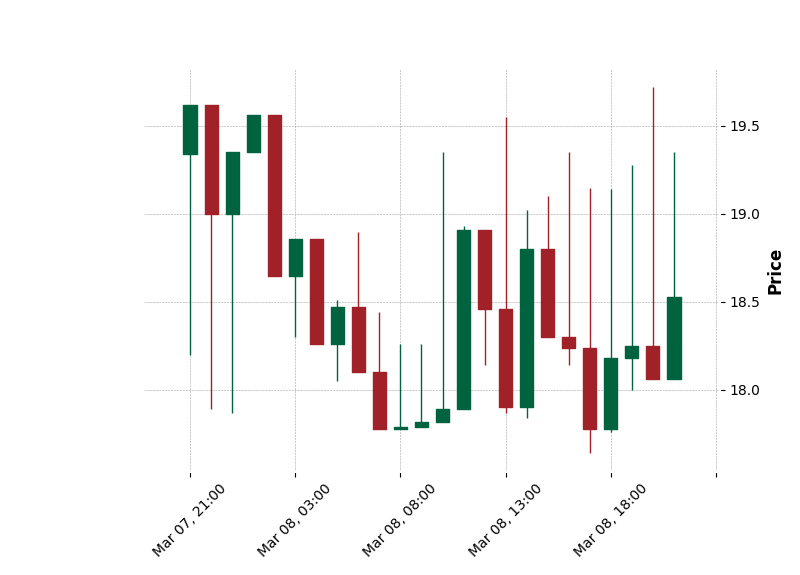 19.5
19.0
18.5
18.0
Price
Mar 07, 21:00
Mar 08, 03:00
Mar 08, 08:00
Mar 08, 13:00
Mar 08, 18:00